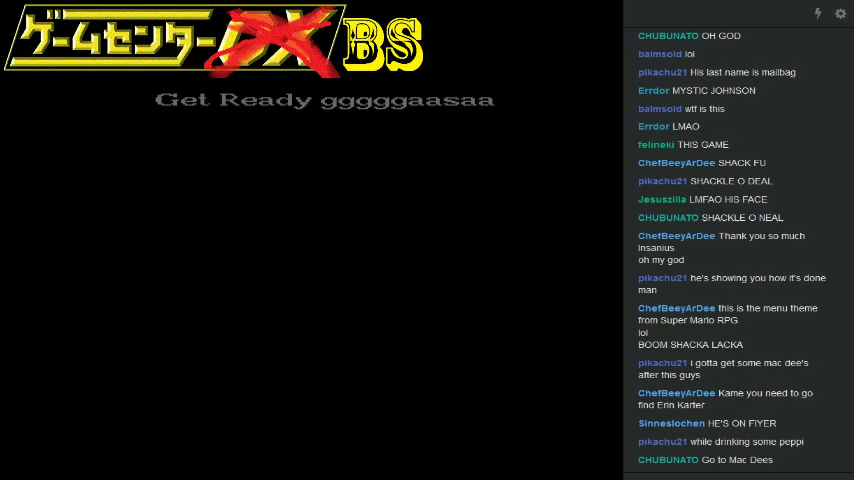 ゲームセンターDX BS
Get Ready ggggggaasaa
CHUBUNATO OH GOD
balmsold lol
pikachu21 His last name is mailbag
Errdor MYSTIC JOHNSON
balmsold wtf is this
Errdor LMAO
felineki THIS GAME
ChefBeeyArDee SHACK FU
pikachu21 SHACKLE O DEAL
Jesuszilla LMFAO HIS FACE
CHUBUNATO SHACKLE O NEAL
ChefBeeyArDee Thank you so much
Insanius
oh my god
pikachu21 he's showing you how it's done
man
ChefBeeyArDee this is the menu theme
from Super Mario RPG
lol
BOOM SHACKA LACKA
pikachu21 i gotta get some mac dee's
after this guys
ChefBeeyArDee Kame you need to go
find Erin Karter
Sinneslochen HE'S ON FIYER
pikachu21 while drinking some peppi
CHUBUNATO Go to Mac Dees